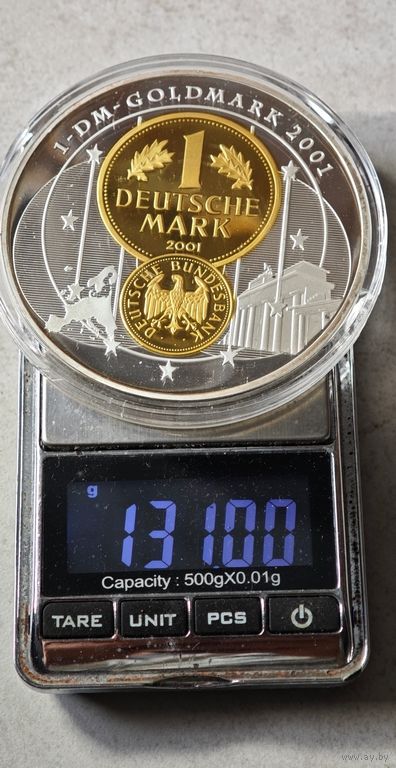 1-DM-GOLDMARK 2001
1
DEUTSCHE
MARK
2001
DEUTSCHE BUNDESBANK
g
131.00
Capacity : 500gX0.01g
TARE UNIT PCS
www.ay.by